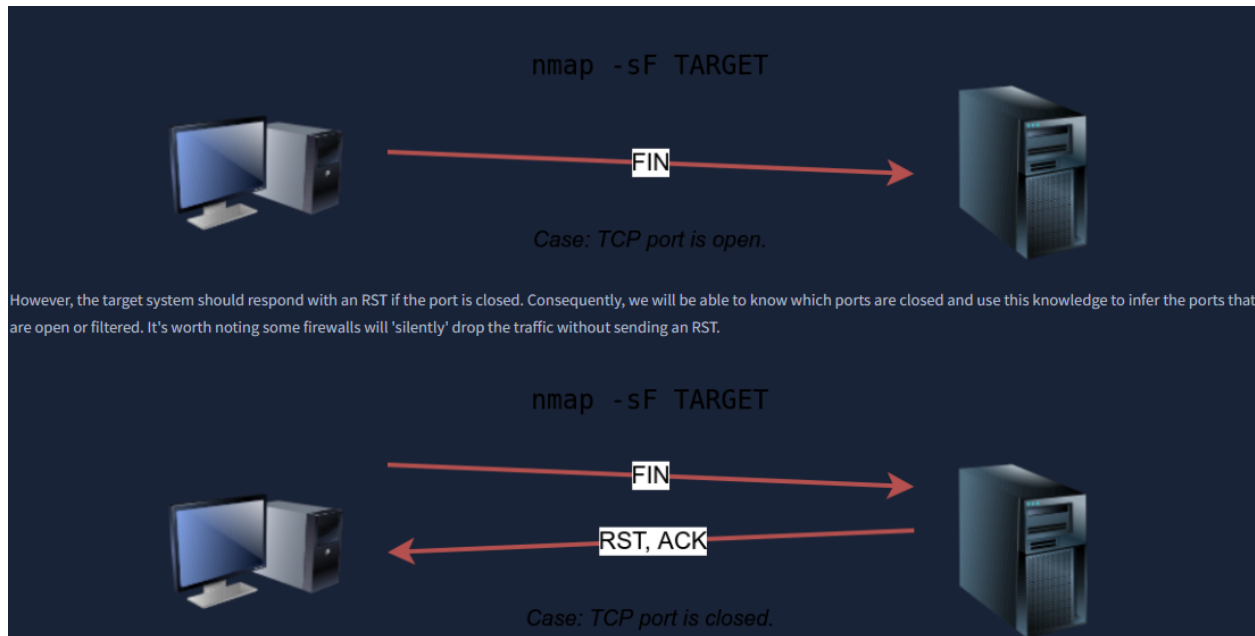 nmap -sF TARGET
FIN
Case: TCP port is open.
However, the target system should respond with an RST if the port is closed. Consequently, we will be able to know which ports are closed and use this knowledge to infer the ports that
are open or filtered. It's worth noting some firewalls will 'silently' drop the traffic without sending an RST.
nmap -sF TARGET
FIN
RST, ACK
Case: TCP port is closed.